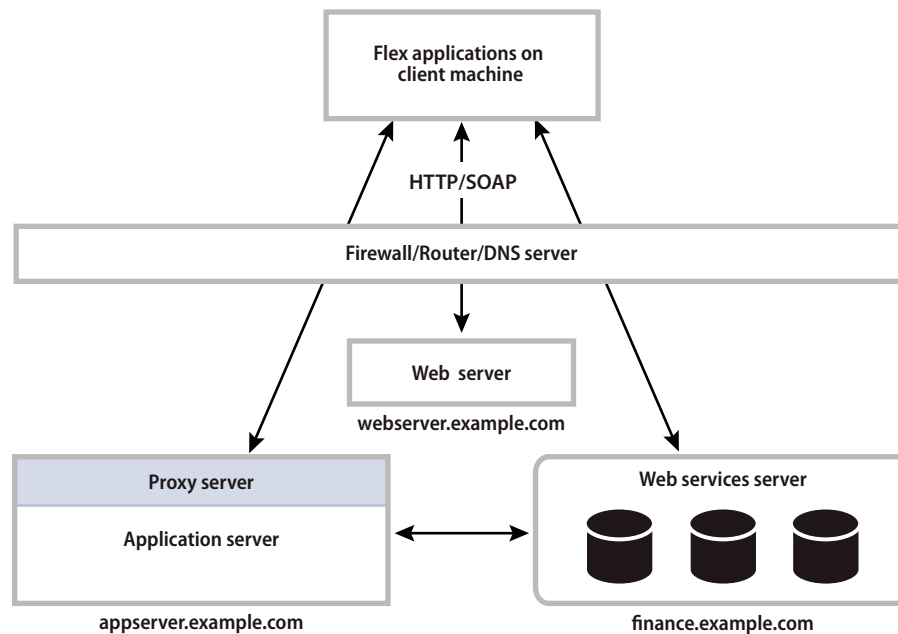 Flex applications on
client machine
HTTP/SOAP
Firewall/Router/DNS server
Web server
webserver.example.com
Proxy server
Application server
appserver.example.com
Web services server
finance.example.com